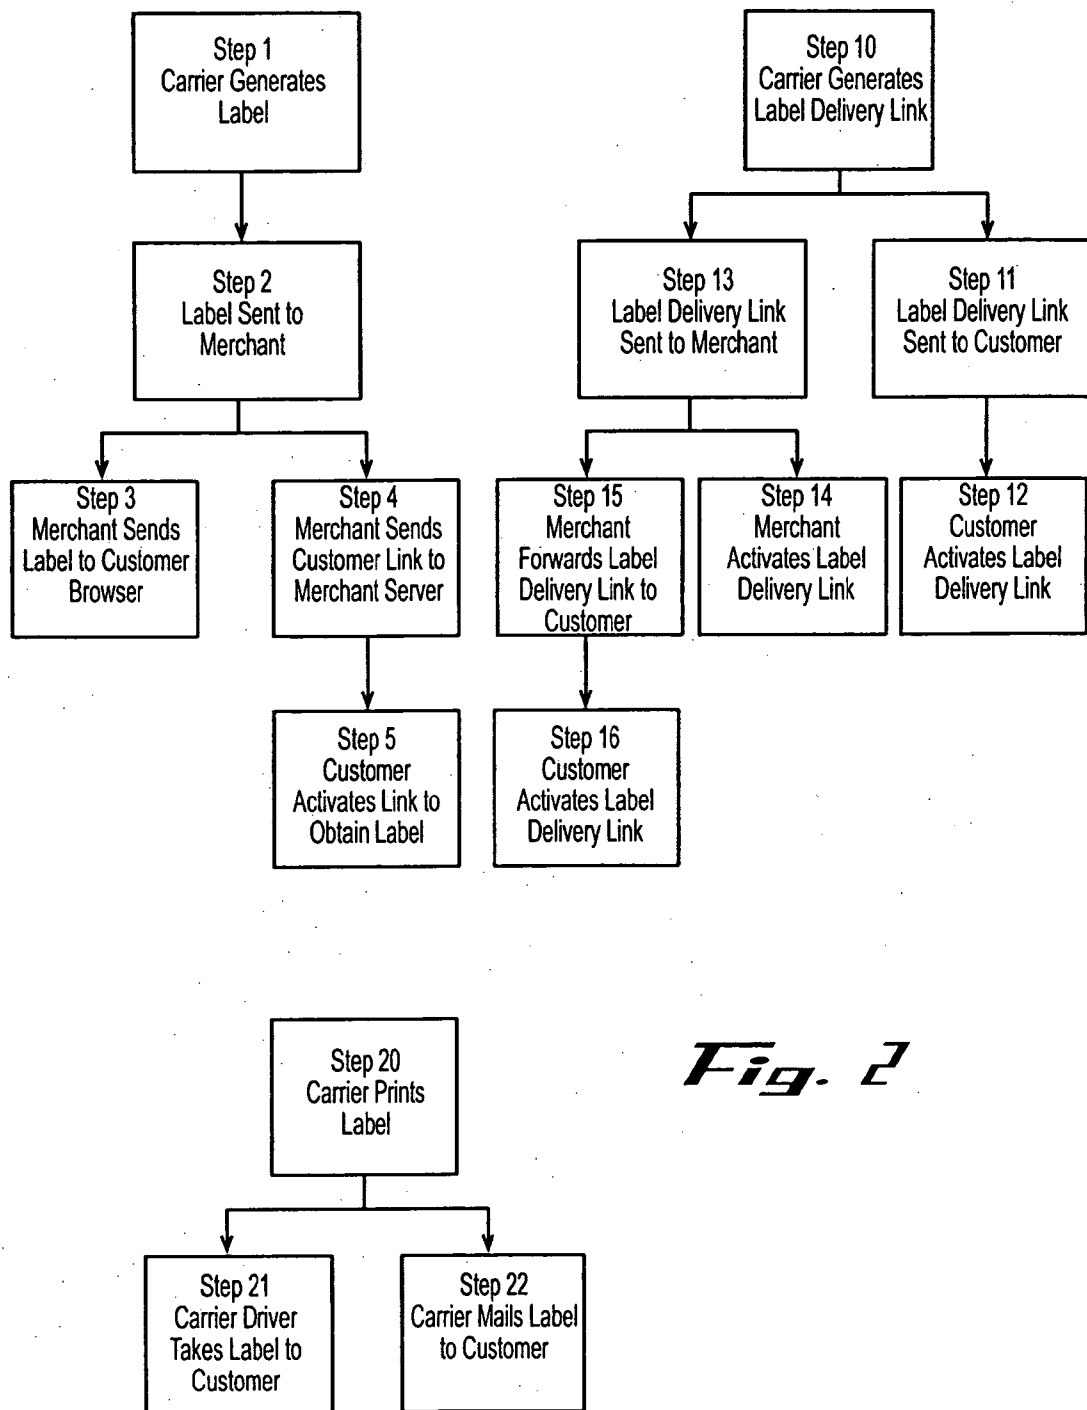 Step 1
Carrier Generates
Label
Step 10
Carrier Generates
Label Delivery Link
Step 2
Label Sent to
Merchant
Step 13
Label Delivery Link
Sent to Merchant
Step 11
Label Delivery Link
Sent to Customer
Step 3
Merchant Sends
Label to Customer
Browser
Step 4
Merchant Sends
Customer Link to
Merchant Server
Step 15
Merchant
Forwards Label
Delivery Link to
Customer
Step 14
Merchant
Activates Label
Delivery Link
Step 12
Customer
Activates Label
Delivery Link
Step 5
Customer
Activates Link to
Obtain Label
Step 16
Customer
Activates Label
Delivery Link
Step 20
Carrier Prints
Label
Fig. 2
Step 21
Carrier Driver
Takes Label to
Customer
Step 22
Carrier Mails Label
to Customer